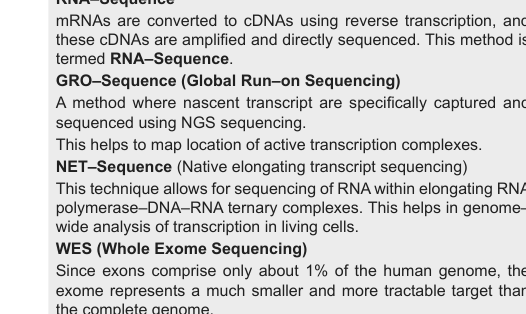 RNA–Sequence
mRNAs are converted to cDNAs using reverse transcription, and
these cDNAs are amplified and directly sequenced. This method is
termed RNA–Sequence.
GRO–Sequence (Global Run–on Sequencing)
A method where nascent transcript are specifically captured and
sequenced using NGS sequencing.
This helps to map location of active transcription complexes.
NET–Sequence (Native elongating transcript sequencing)
This technique allows for sequencing of RNA within elongating RNA
polymerase–DNA–RNA ternary complexes. This helps in genome–
wide analysis of transcription in living cells.
WES (Whole Exome Sequencing)
Since exons comprise only about 1% of the human genome, the
exome represents a much smaller and more tractable target than
the complete genome.